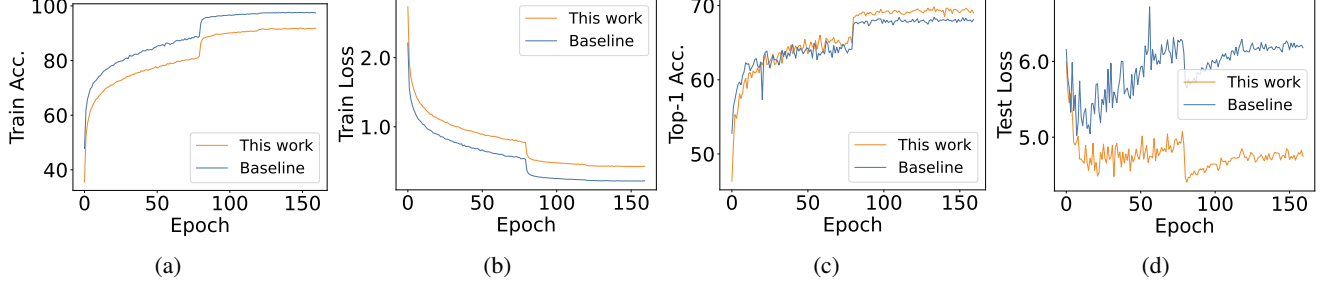 100
80
60
40
Train Acc.
This work
Baseline
0
50
100
150
Epoch
(a)
2.0
1.0
Train Loss
This work
Baseline
0
50
100
150
Epoch
(b)
70
60
50
Top-1 Acc.
This work
Baseline
0
50
100
150
Epoch
(c)
6.0
5.0
Test Loss
This work
Baseline
0
50
100
150
Epoch
(d)